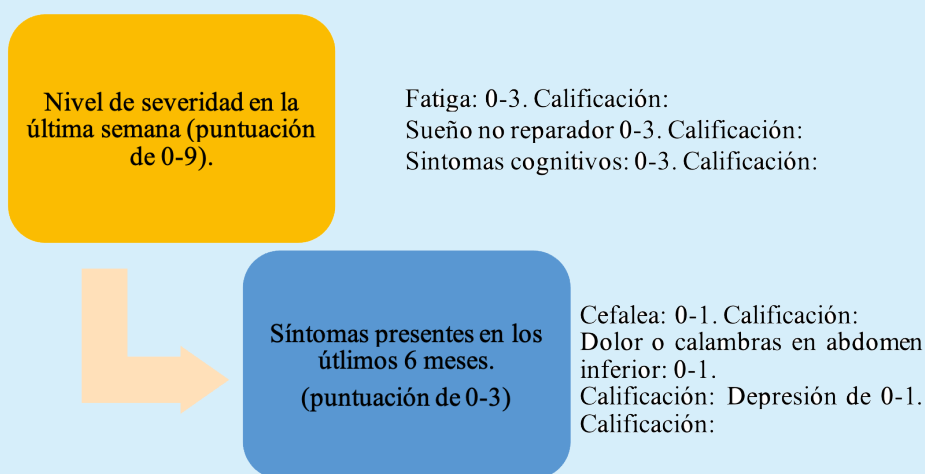 Nivel de severidad en la
última semana (puntuación
de 0-9).
Fatiga: 0-3. Calificación:
Sueño no reparador 0-3. Calificación:
Sintomas cognitivos: 0-3. Calificación:
Síntomas presentes en los
útlimos 6 meses.
(puntuación de 0-3)
Cefalea: 0-1. Calificación:
Dolor o calambras en abdomen
inferior: 0-1.
Calificación: Depresión de 0-1.
Calificación: